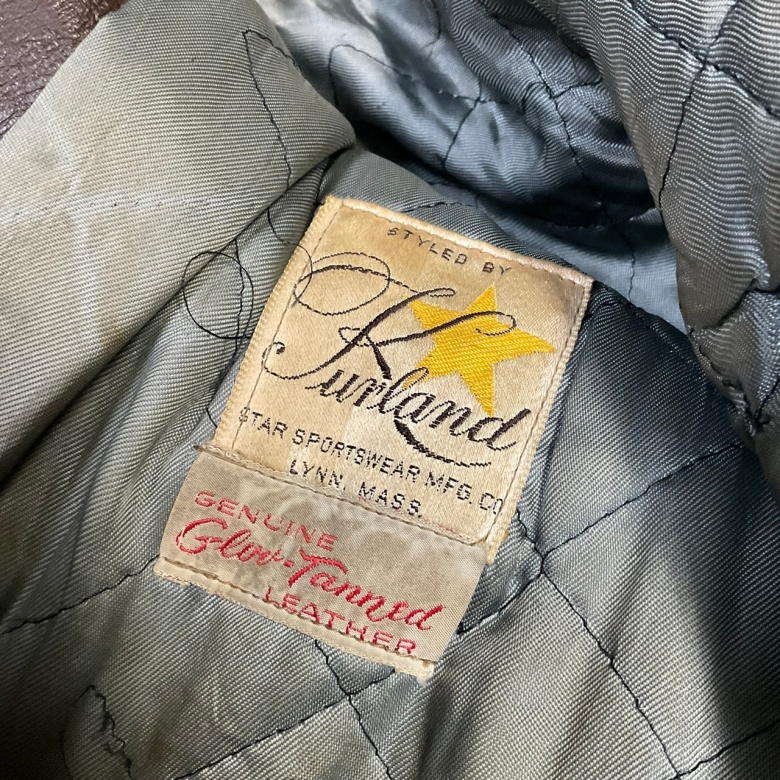 STYLED BY
Kurland
STAR SPORTSWEAR MFG. CO
LYNN, MASS.
GENUINE
Glov-Tanned
LEATHER